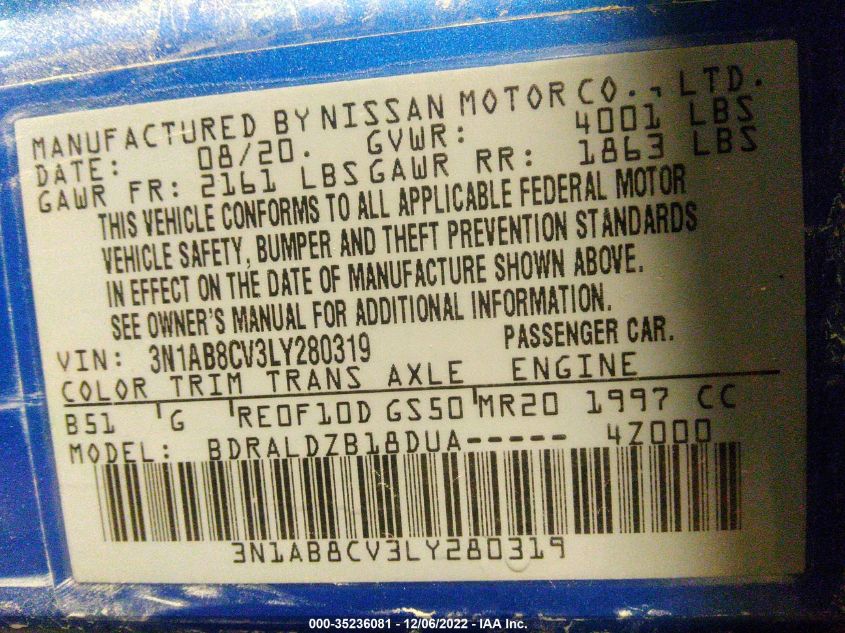 MANUFACTURED BY NISSAN MOTOR CO., LTD.
DATE: 08/20. GVWR: 4001 LBS
GAWR FR: 2161 LBS GAWR RR: 1863 LBS
THIS VEHICLE CONFORMS TO ALL APPLICABLE FEDERAL MOTOR
VEHICLE SAFETY, BUMPER AND THEFT PREVENTION STANDARDS
IN EFFECT ON THE DATE OF MANUFACTURE SHOWN ABOVE.
SEE OWNER'S MANUAL FOR ADDITIONAL INFORMATION.
VIN: 3N1AB8CV3LY280319 PASSENGER CAR.
COLOR TRIM TRANS AXLE ENGINE
B51 G RE0F10D GS50 MR20 1997 CC
MODEL: BDRALDZB18DUA----- 4Z000
3N1AB8CV3LY280319
000-35236081 - 12/06/2022 - IAA Inc.